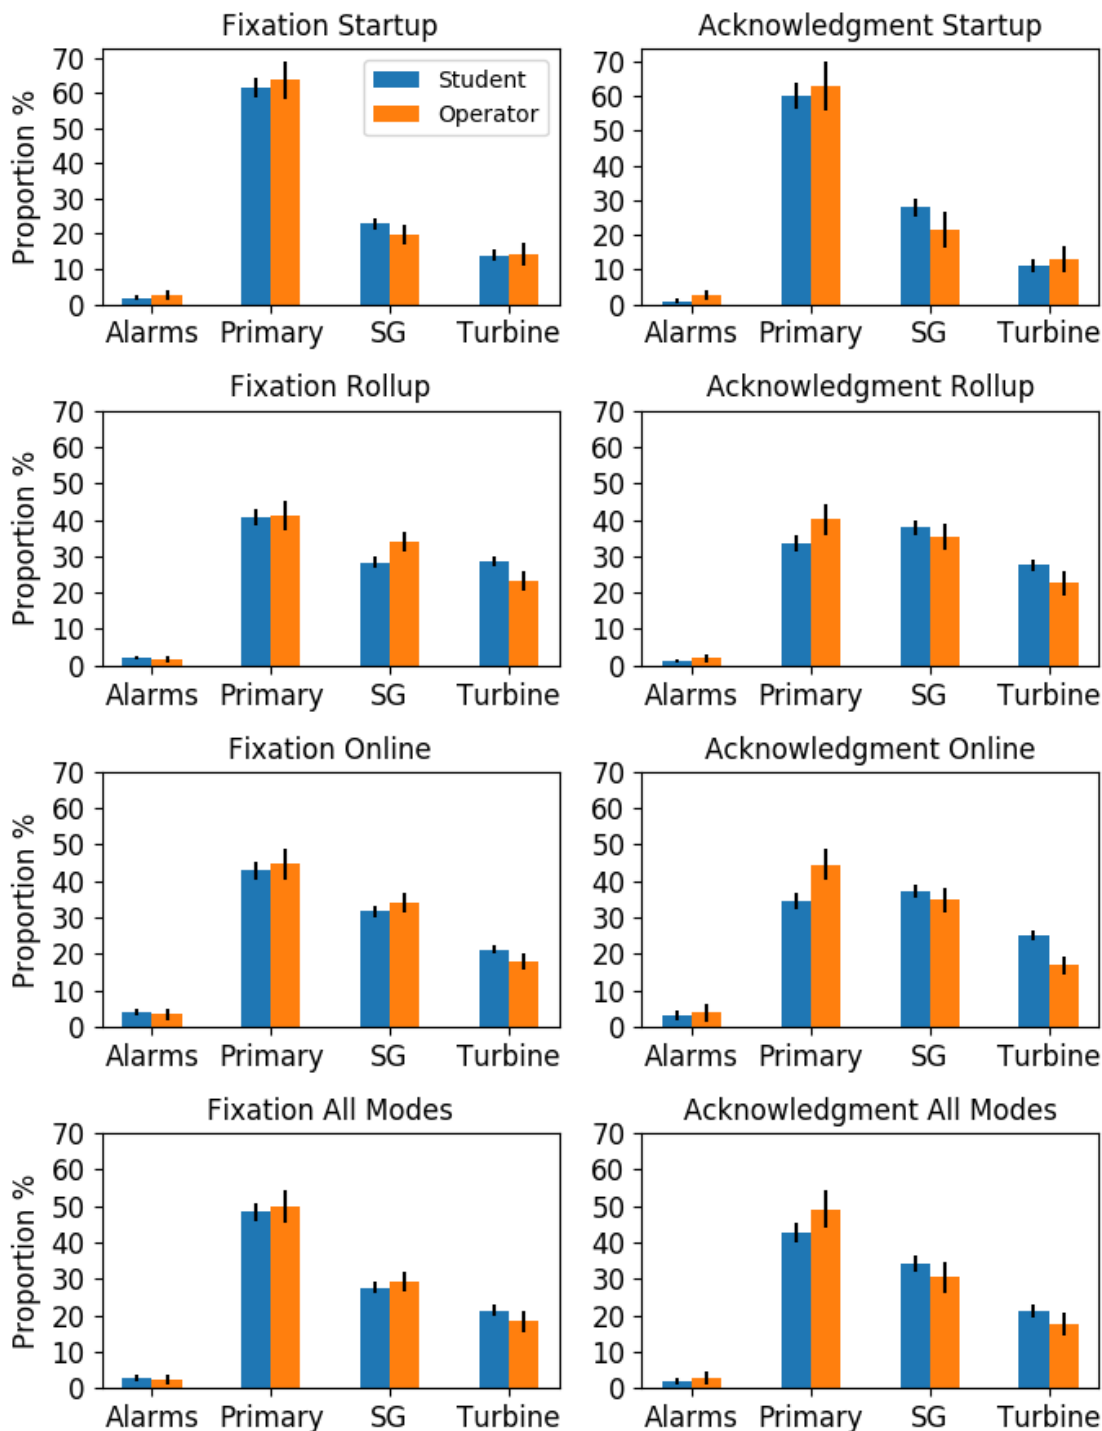 Fixation Startup
Acknowledgment Startup
Proportion %
70
60
50
40
30
20
10
0
Student
Operator
Alarms Primary SG Turbine
70
60
50
40
30
20
10
0
Alarms Primary SG Turbine
Fixation Rollup
Acknowledgment Rollup
Proportion %
70
60
50
40
30
20
10
0
Alarms Primary SG Turbine
70
60
50
40
30
20
10
0
Alarms Primary SG Turbine
Fixation Online
Acknowledgment Online
Proportion %
70
60
50
40
30
20
10
0
Alarms Primary SG Turbine
70
60
50
40
30
20
10
0
Alarms Primary SG Turbine
Fixation All Modes
Acknowledgment All Modes
Proportion %
70
60
50
40
30
20
10
0
Alarms Primary SG Turbine
70
60
50
40
30
20
10
0
Alarms Primary SG Turbine